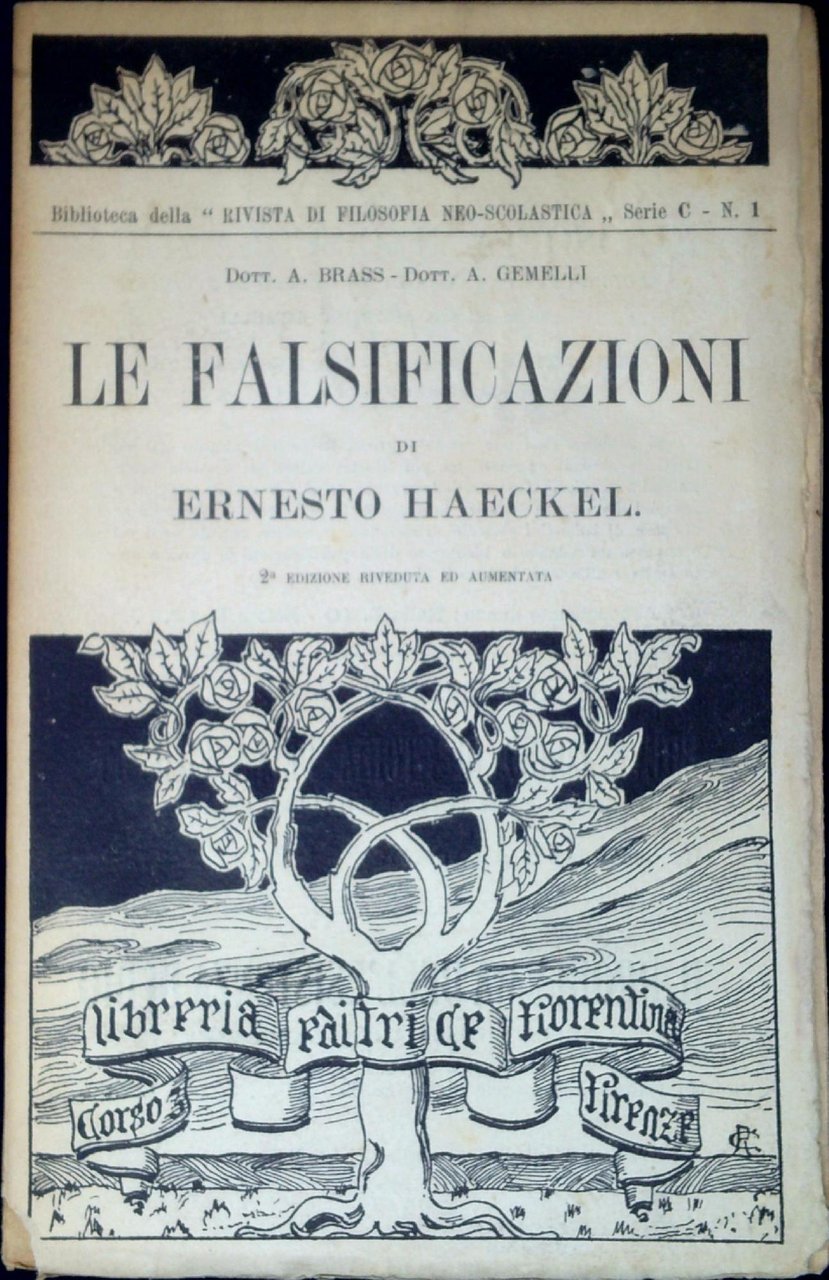 Biblioteca della “ RIVISTA DI FILOSOFIA NEO-SCOLASTICA „ Serie C - N. 1
DOTT. A. BRASS - DOTT. A. GEMELLI
LE FALSIFICAZIONI
DI
ERNESTO HAECKEL.
2ª EDIZIONE RIVEDUTA ED AUMENTATA
Libreria Editrice Fiorentina
Corso 3 Firenze